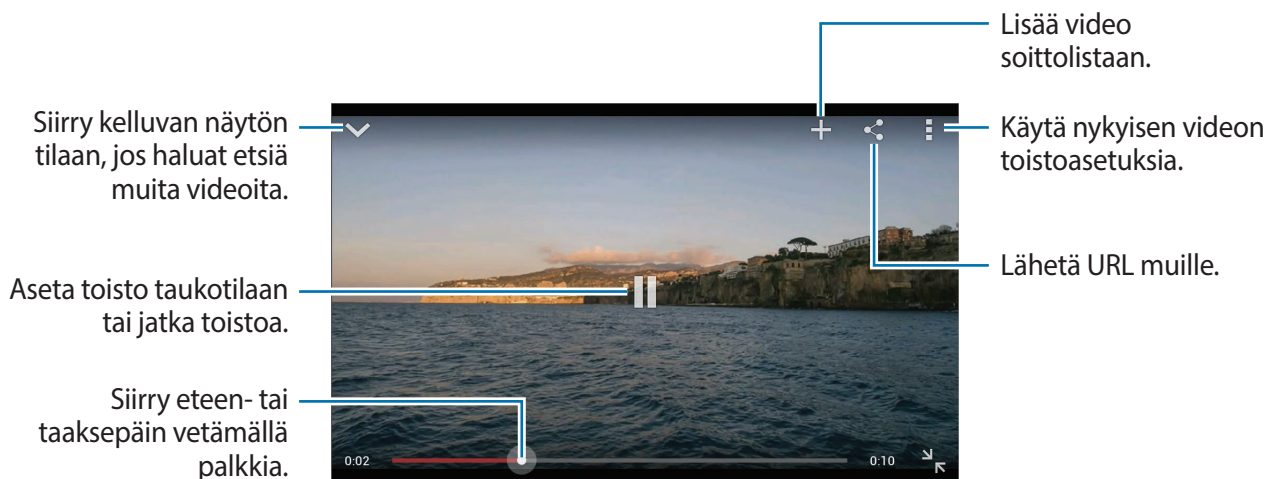 Lisää video
soittolistaan.
Siirry kelluvan näytön
tilaan, jos haluat etsiä
muita videoita.
Käytä nykyisen videon
toistoasetuksia.
Lähetä URL muille.
Aseta toisto taukotilaan
tai jatka toistoa.
Siirry eteen- tai
taaksepäin vetämällä
palkkia.
0:02
0:10